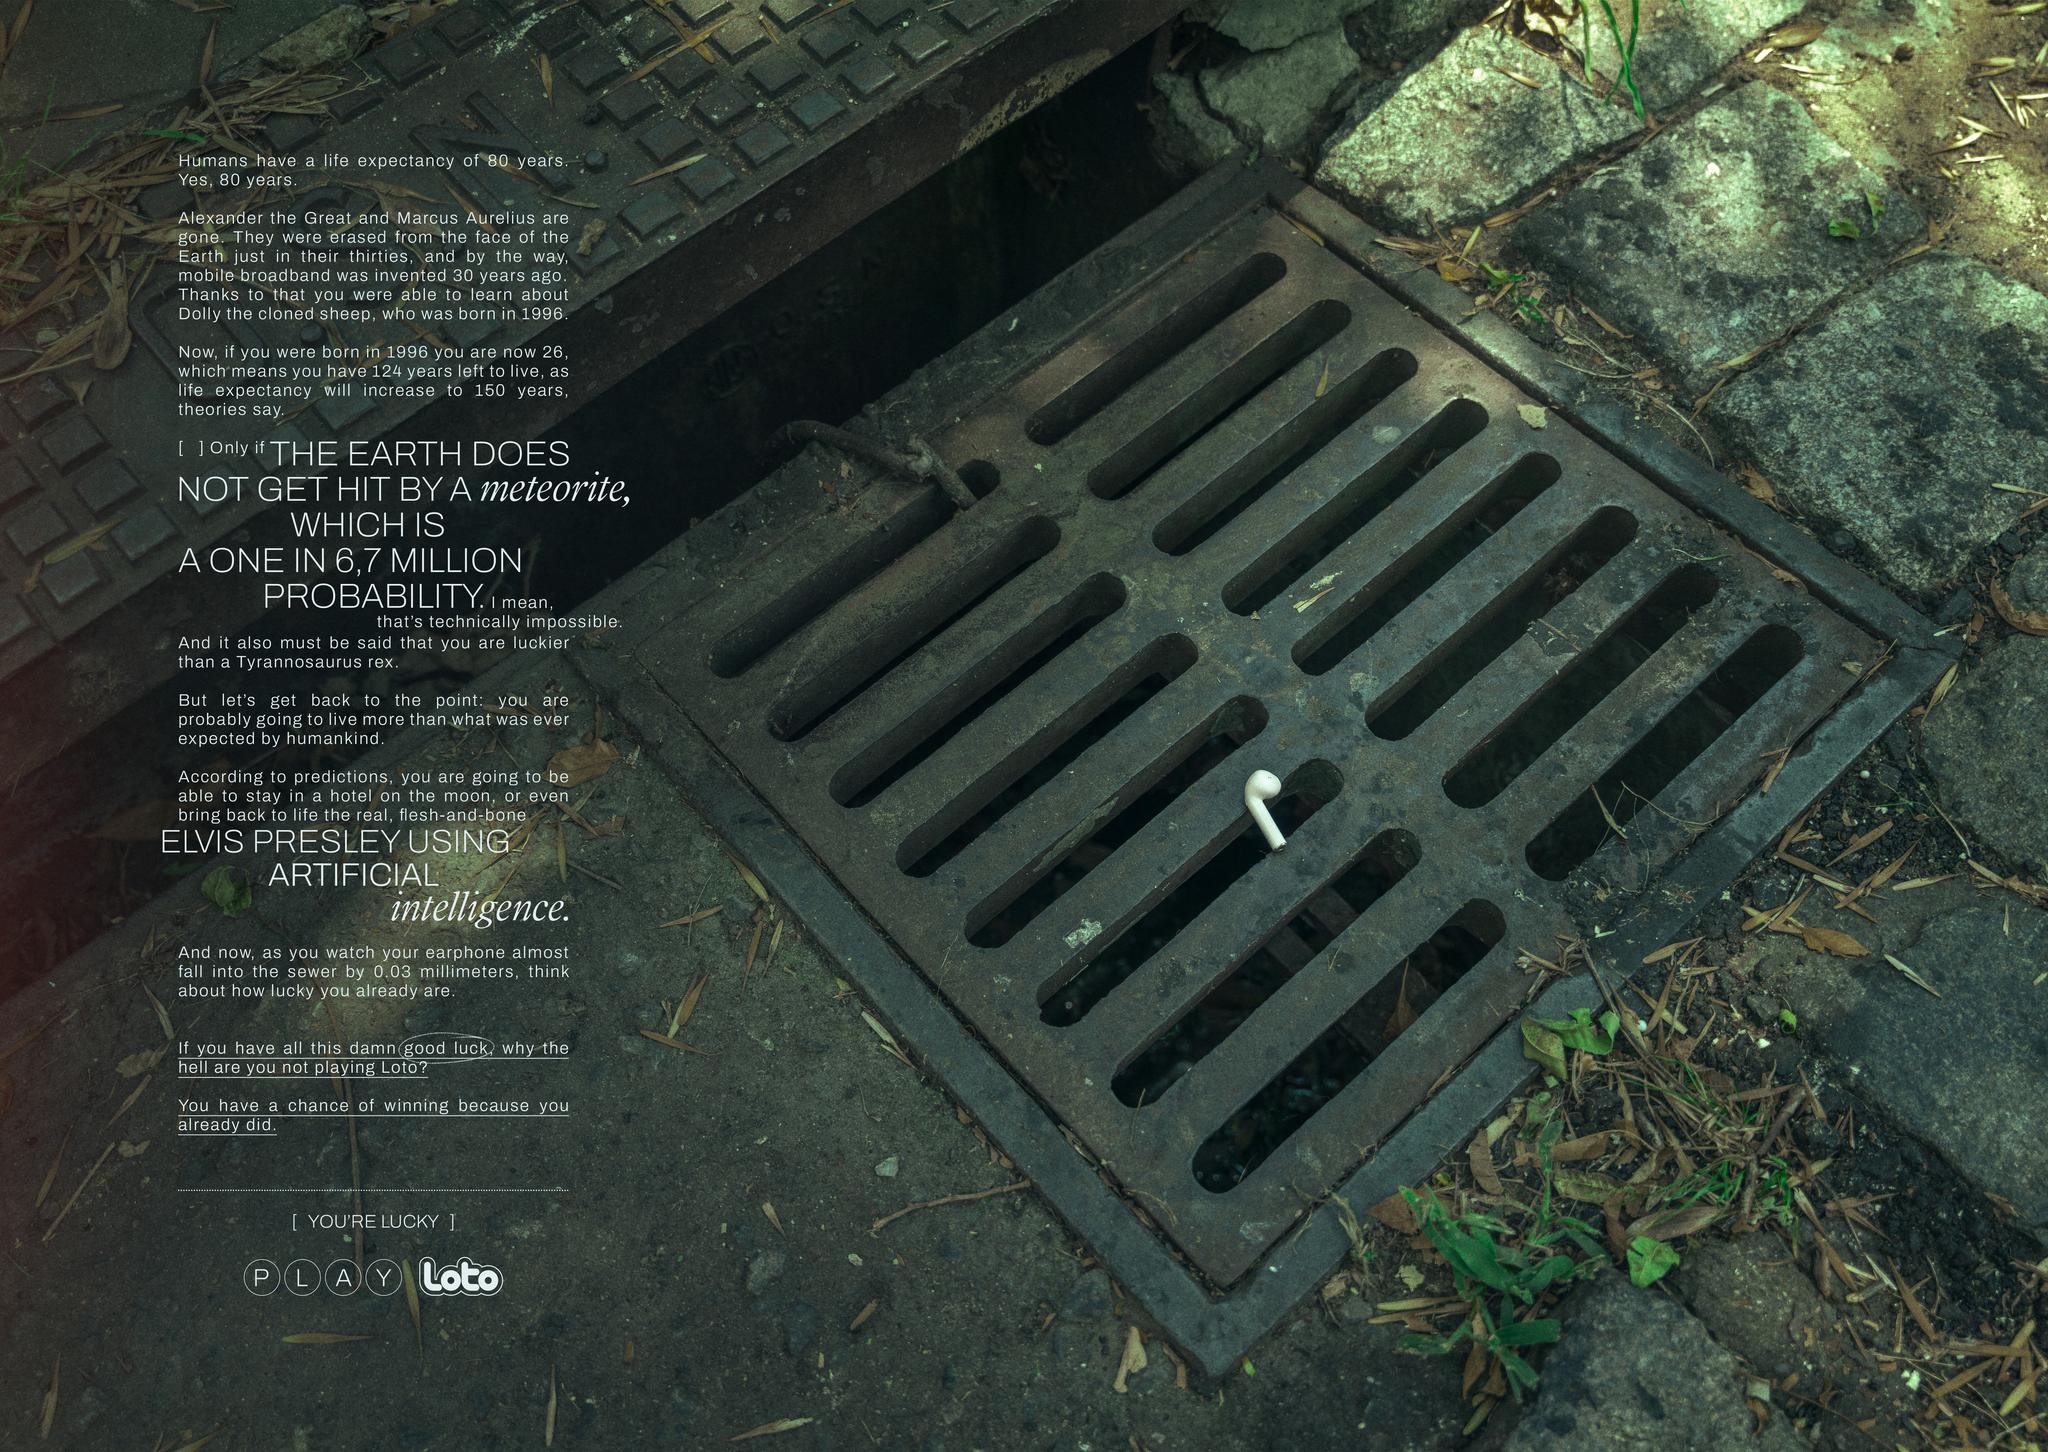 Humans have a life expectancy of 80 years.
Yes, 80 years.
Alexander the Great and Marcus Aurelius are
gone. They were erased from the face of the
Earth just in their thirties, and by the way,
mobile broadband was invented 30 years ago.
Thanks to that you were able to learn about
Dolly the cloned sheep, who was born in 1996.
Now, if you were born in 1996 you are now 26,
which means you have 124 years left to live, as
life expectancy will increase to 150 years,
theories say.
[ ] Only if THE EARTH DOES
NOT GET HIT BY A meteorite,
WHICH IS
A ONE IN 6,7 MILLION
PROBABILITY. I mean,
that's technically impossible.
And it also must be said that you are luckier
than a Tyrannosaurus rex.
But let's get back to the point: you are
probably going to live more than what was ever
expected by humankind.
According to predictions, you are going to be
able to stay in a hotel on the moon, or even
bring back to life the real, flesh-and-bone
ELVIS PRESLEY USING
ARTIFICIAL
intelligence.
And now, as you watch your earphone almost
fall into the sewer by 0.03 millimeters, think
about how lucky you already are.
If you have all this damn good luck, why the
hell are you not playing Loto?
You have a chance of winning because you
already did.
[ YOU'RE LUCKY ]
PLAY Loto